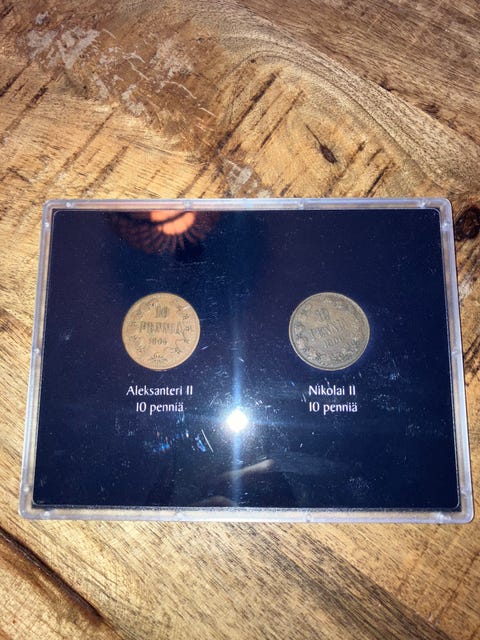 10
PENNIÄ
10
PENNIÄ
Aleksanteri II
10 penniä
Nikolai II
10 penniä